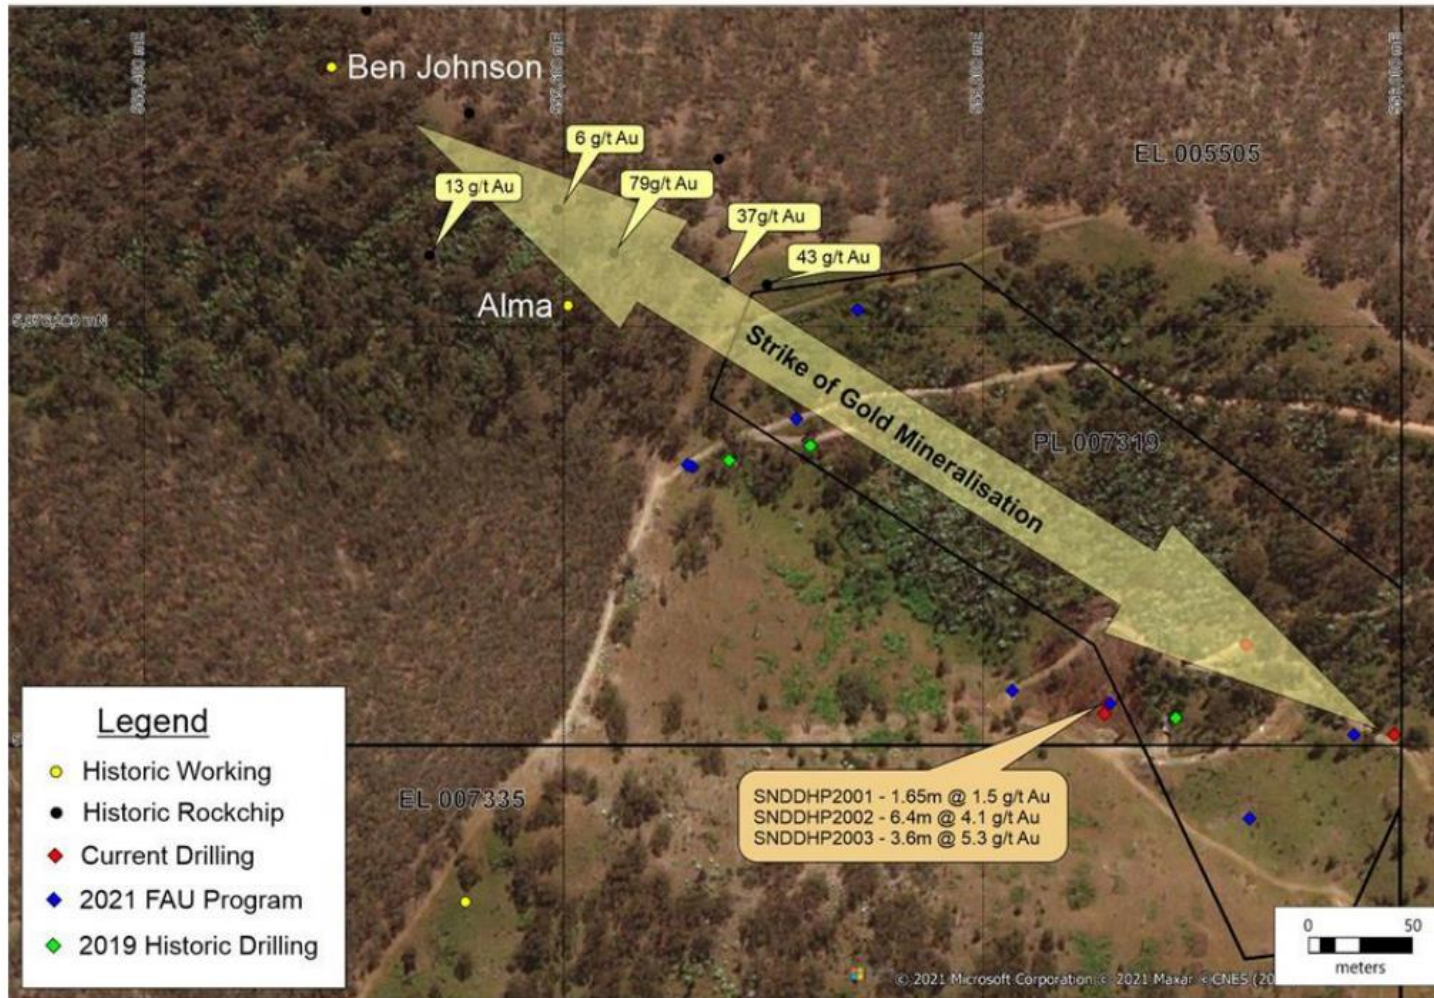 Ben Johnson
6 g/t Au
EL 005505
13 g/t Au
79g/t Au
37g/t Au
43 g/t Au
Alma
Strike of Gold Mineralisation
PL 007319
Legend
Historic Working
Historic Rockchip
Current Drilling
2021 FAU Program
2019 Historic Drilling
EL 007335
SNDDHP2001 - 1.65m @ 1.5 g/t Au
SNDDHP2002 - 6.4m @ 4.1 g/t Au
SNDDHP2003 - 3.6m @ 5.3 g/t Au
0 50
meters
© 2021 Microsoft Corporation © 2021 Maxar ©CNES (20